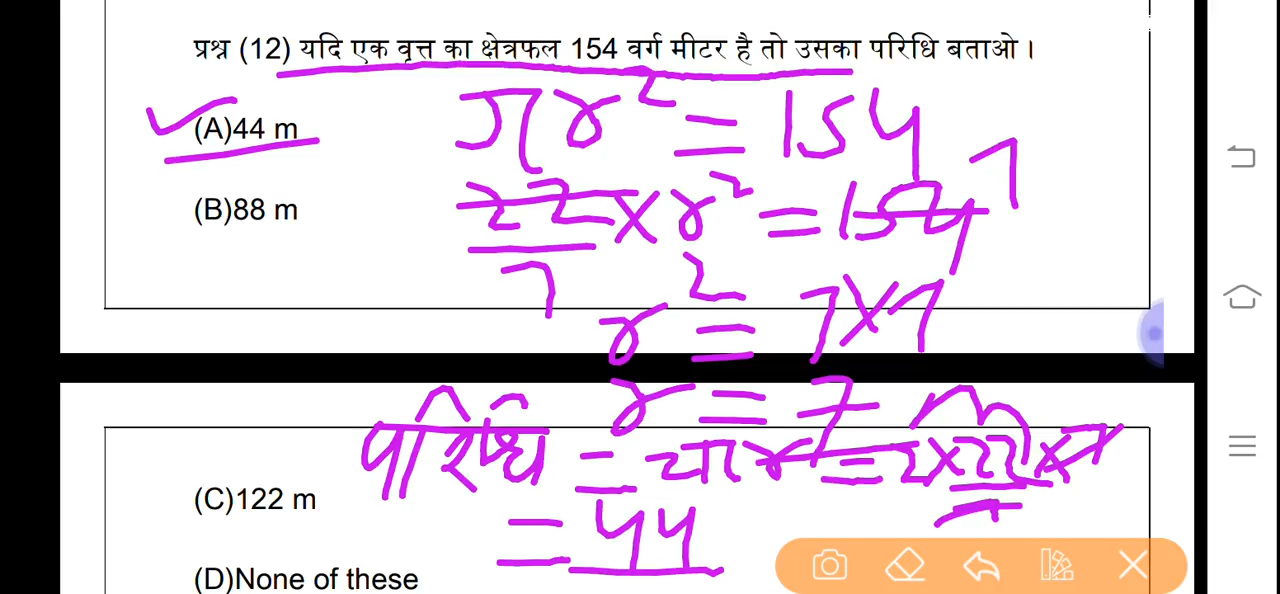 प्रश्न (12) यदि एक वृत्त का क्षेत्रफल 154 वर्ग मीटर है तो उसका परिधि बताओ ।
(A)44 m
πr² = 154
(B)88 m
22/7 × r² = 154 7
r² = 7×7
r = 7
परिधि = 2πr = 2×22/7×7
(C)122 m
= 44
(D)None of these